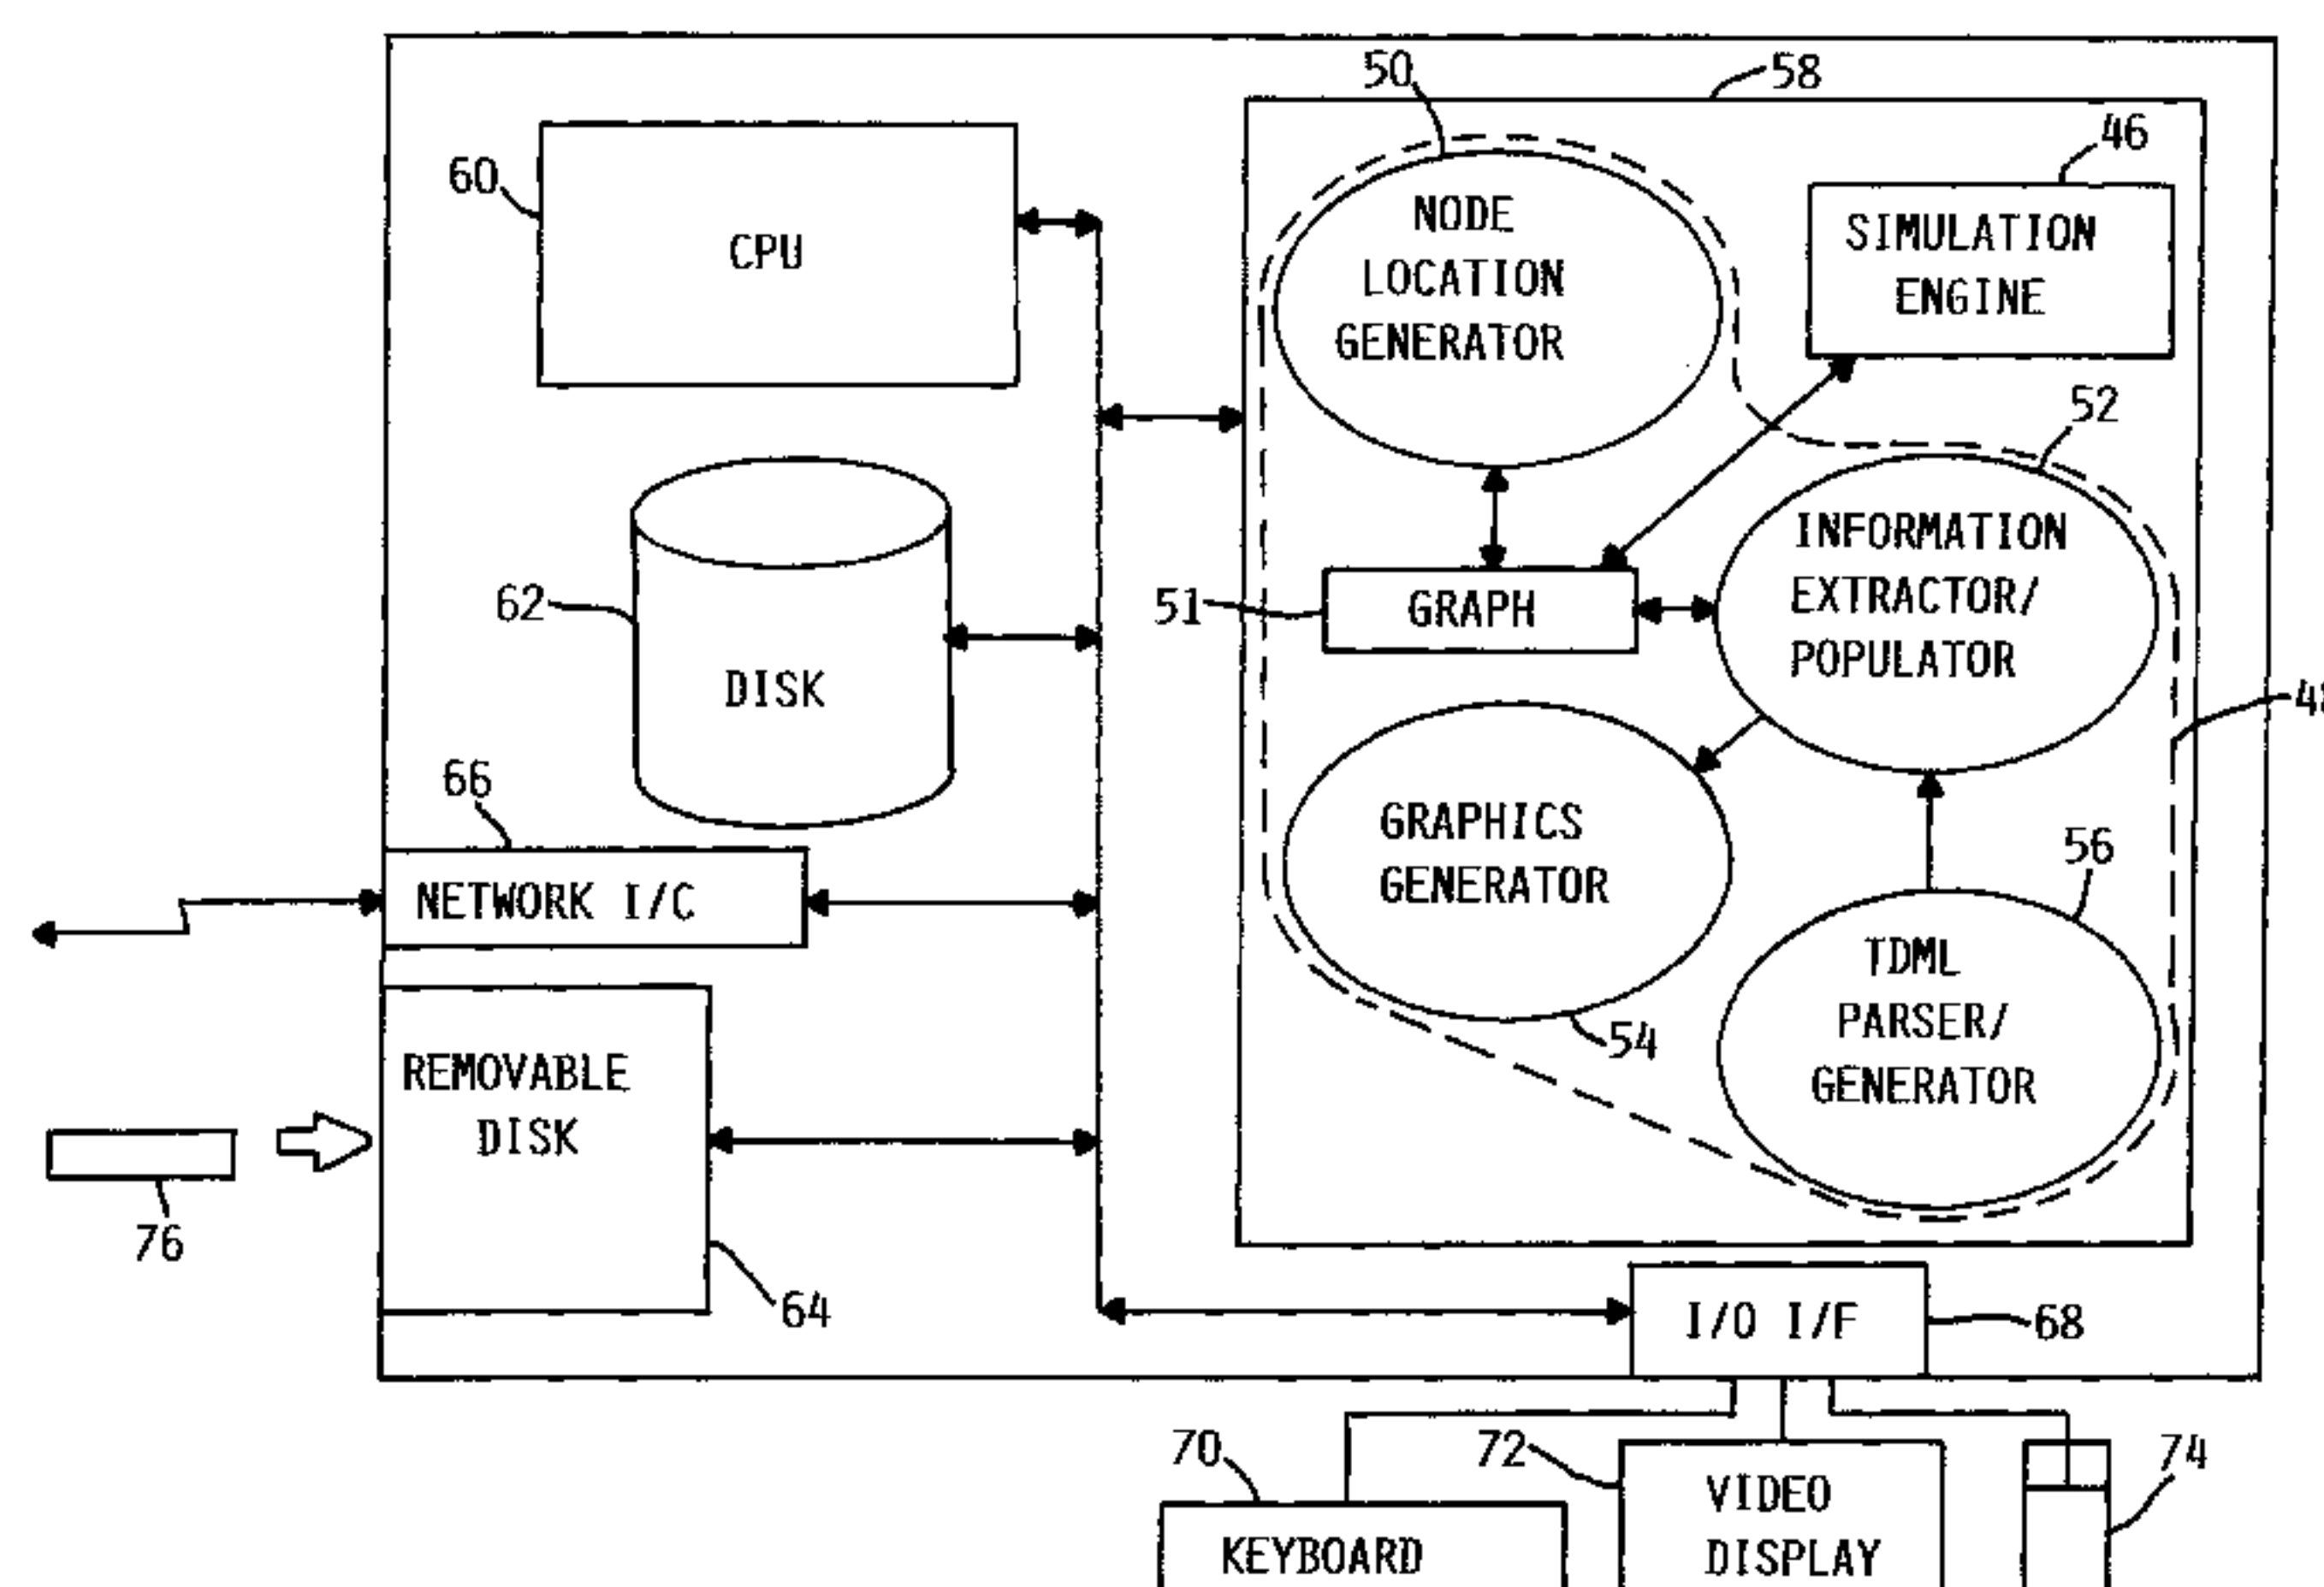 50
58
46
60
CPU
NODE
LOCATION
GENERATOR
SIMULATION
ENGINE
52
62
DISK
51
GRAPH
INFORMATION
EXTRACTOR/
POPULATOR
66
NETWORK I/C
GRAPHICS
GENERATOR
54
56
TDML
PARSER/
GENERATOR
REMOVABLE
DISK
76
64
I/O I/F
68
70
KEYBOARD
72
VIDEO
DISPLAY
74